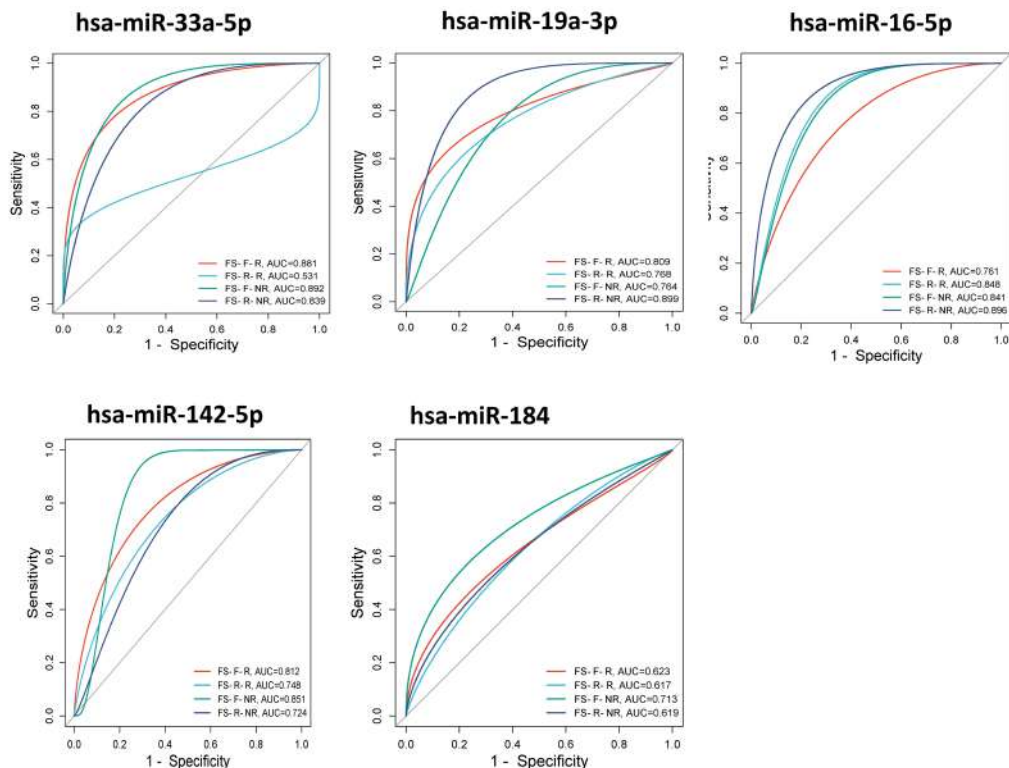 hsa-miR-33a-5p
hsa-miR-19a-3p
hsa-miR-16-5p
Sensitivity
0.0
0.2
0.4
0.6
0.8
1.0
FS- F- R, AUC=0.881
FS- R- R, AUC=0.531
FS- F- NR, AUC=0.892
FS- R- NR, AUC=0.839
0.0
0.2
0.4
0.6
0.8
1.0
1 - Specificity
Sensitivity
0.0
0.2
0.4
0.6
0.8
1.0
FS- F- R, AUC=0.809
FS- R- R, AUC=0.768
FS- F- NR, AUC=0.764
FS- R- NR, AUC=0.899
0.0
0.2
0.4
0.6
0.8
1.0
1 - Specificity
Sensitivity
0.0
0.2
0.4
0.6
0.8
1.0
FS- F- R, AUC=0.761
FS- R- R, AUC=0.848
FS- F- NR, AUC=0.841
FS- R- NR, AUC=0.896
0.0
0.2
0.4
0.6
0.8
1.0
1 - Specificity
hsa-miR-142-5p
hsa-miR-184
Sensitivity
0.0
0.2
0.4
0.6
0.8
1.0
FS- F- R, AUC=0.812
FS- R- R, AUC=0.748
FS- F- NR, AUC=0.851
FS- R- NR, AUC=0.724
0.0
0.2
0.4
0.6
0.8
1.0
1 - Specificity
Sensitivity
0.0
0.2
0.4
0.6
0.8
1.0
FS- F- R, AUC=0.623
FS- R- R, AUC=0.617
FS- F- NR, AUC=0.713
FS- R- NR, AUC=0.619
0.0
0.2
0.4
0.6
0.8
1.0
1 - Specificity